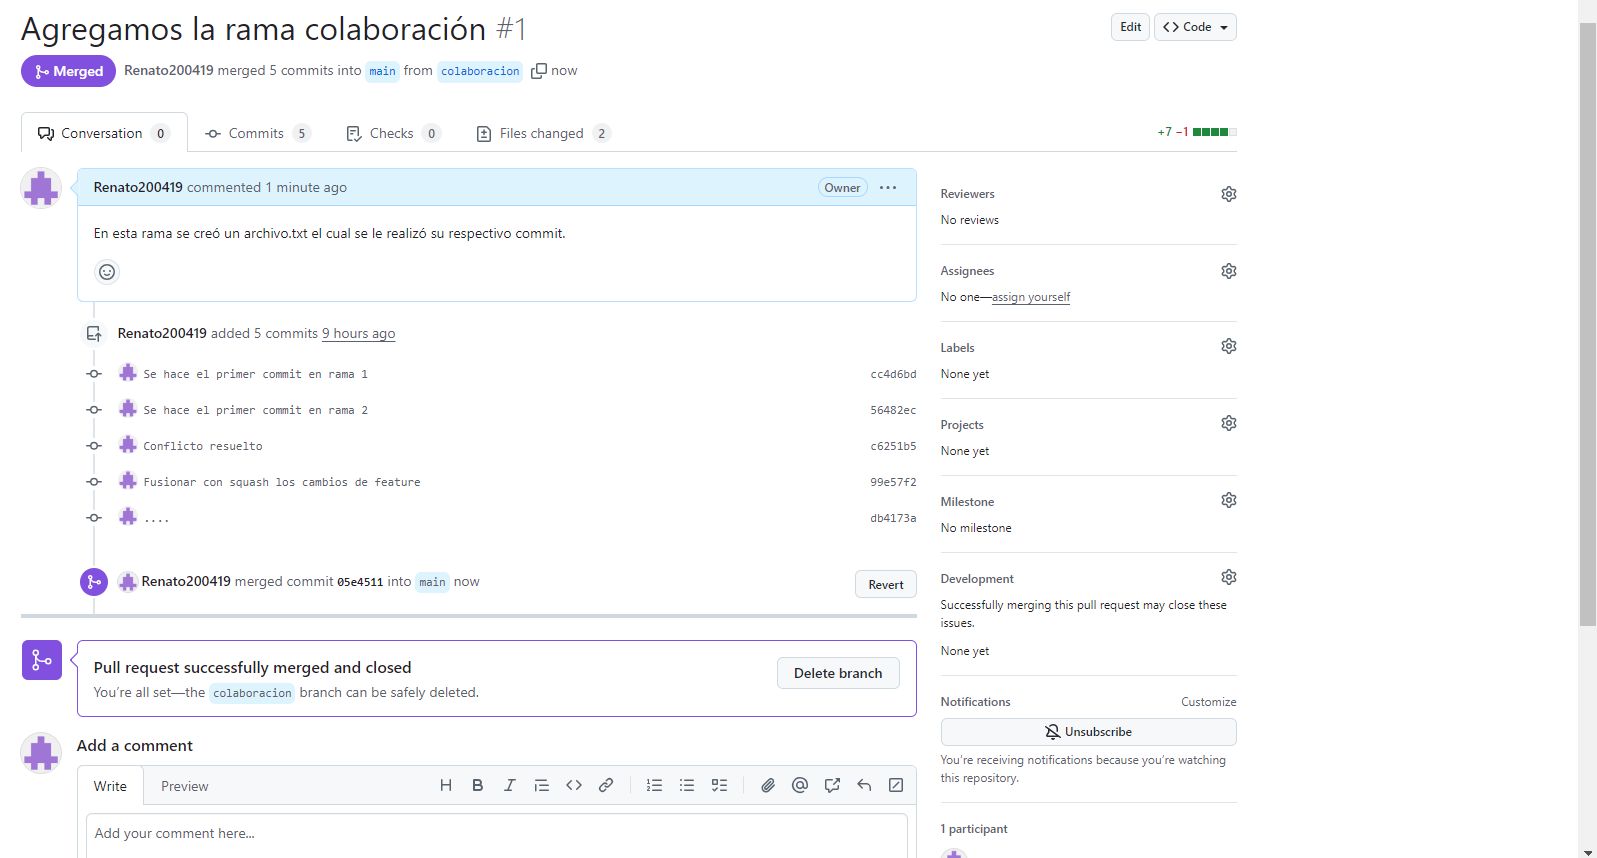 Agregamos la rama colaboración #1
Edit
Code
Merged
Renato200419 merged 5 commits into main from colaboracion now
Conversation 0
Commits 5
Checks 0
Files changed 2
+7 −1
Renato200419 commented 1 minute ago
Owner
En esta rama se creó un archivo.txt el cual se le realizó su respectivo commit.
Renato200419 added 5 commits 9 hours ago
Se hace el primer commit en rama 1
cc4d6bd
Se hace el primer commit en rama 2
56482ec
Conflicto resuelto
c6251b5
Fusionar con squash los cambios de feature
99e57f2
....
db4173a
Renato200419 merged commit 05e4511 into main now
Revert
Pull request successfully merged and closed
You're all set—the colaboracion branch can be safely deleted.
Delete branch
Add a comment
Write
Preview
Add your comment here...
Reviewers
No reviews
Assignees
No one—assign yourself
Labels
None yet
Projects
None yet
Milestone
No milestone
Development
Successfully merging this pull request may close these
issues.
None yet
Notifications
Customize
Unsubscribe
You're receiving notifications because you're watching
this repository.
1 participant